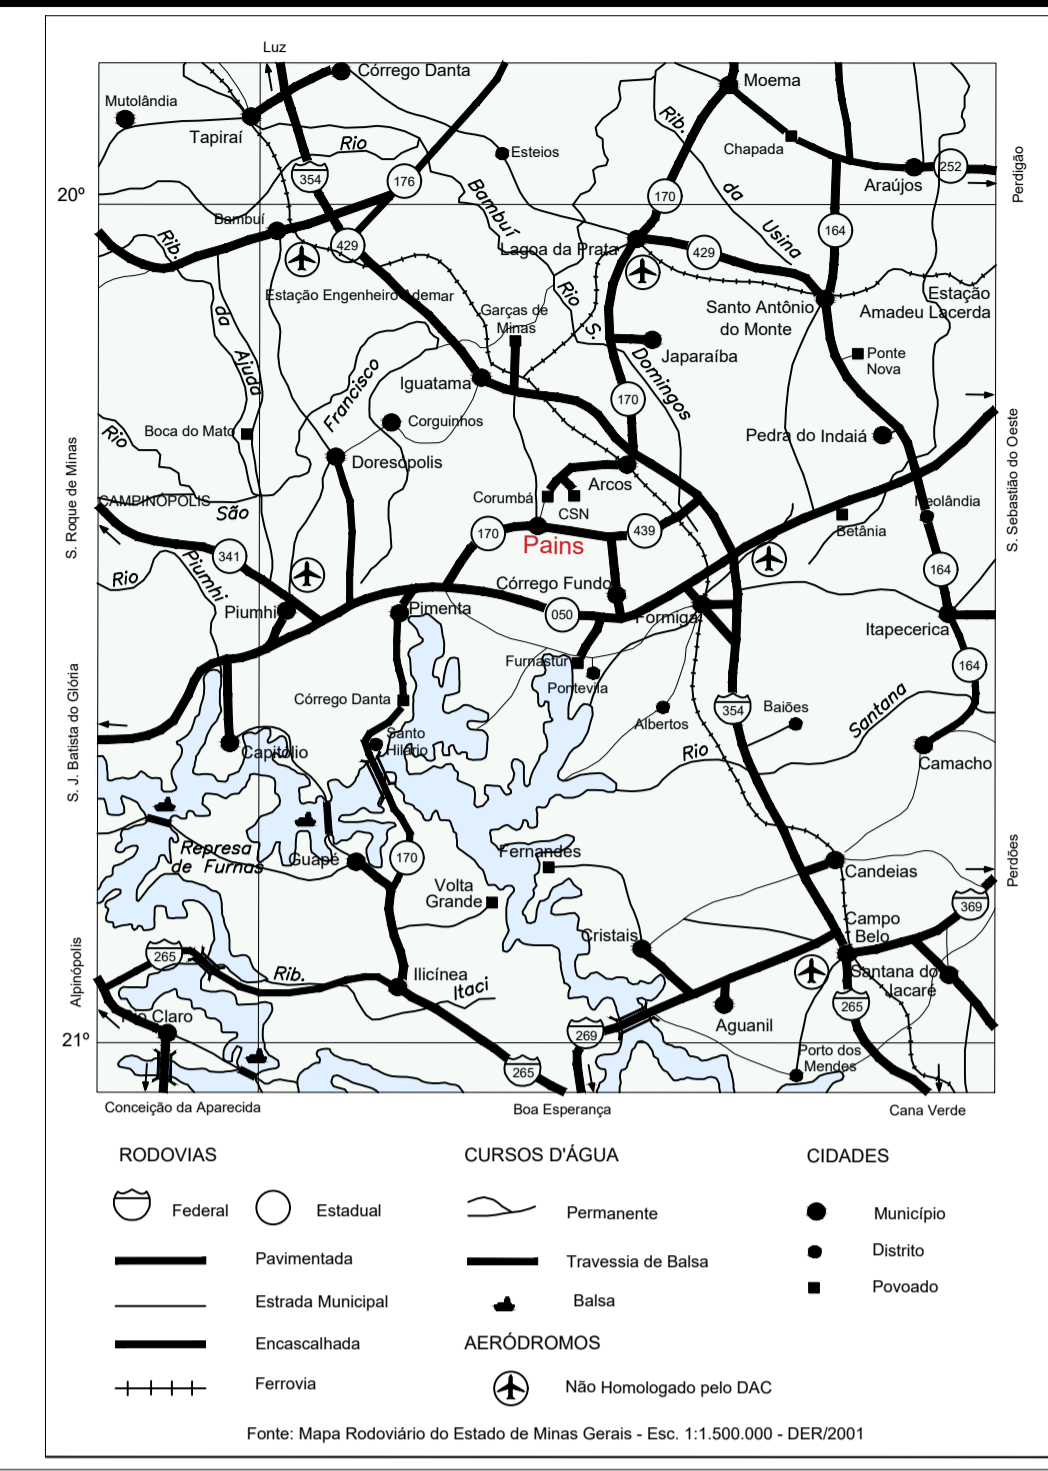 Luz
Córrego Danta
Moema
Mutolândia
Tapiraí
Rio
Esteios
Rib.
Chapada
354
176
252
Araújos
Perdigão
20º
170
da
Bambuí
Bambuí
Usina
164
Rib.
429
Lagoa da Prata
429
Estação Engenheiro Ademar
Rio
Estação
Amadeu Lacerda
Santo Antônio
do Monte
da
Garças de
Minas
S.
Domingos
Japaraíba
Ponte
Nova
Ajuda
Francisco
Iguatama
170
Corguinhos
Boca do Mato
Rio
Pedra do Indaiá
Doresópolis
Arcos
S. Roque de Minas
S. Sebastião do Oeste
CAMPINÓPOLIS
São
Corumbá
CSN
Neolândia
Betânia
170
439
Pains
341
Piumhi
Rio
164
Córrego Fundo
Piumhi
Pimenta
050
Formiga
Itapecerica
Furnastur
Pontevila
164
S. J. Batista do Glória
Córrego Danta
Albertos
354
Baiões
Santana
Rio
Santo
Hilário
Capitólio
Camacho
Represa
de Furnas
Guapé
170
Fernandes
Candeias
Perdões
Volta
Grande
369
Campo
Belo
Cristais
Alpinópolis
265
Rib.
Itaci
Ilicínea
Santana do
Jacaré
265
Rio Claro
Aguanil
269
21º
265
Porto dos
Mendes
Conceição da Aparecida
Boa Esperança
Cana Verde
RODOVIAS
CURSOS D'ÁGUA
CIDADES
Federal
Estadual
Permanente
Município
Pavimentada
Travessia de Balsa
Distrito
Estrada Municipal
Balsa
Povoado
Encascalhada
AERÓDROMOS
Ferrovia
Não Homologado pelo DAC
Fonte: Mapa Rodoviário do Estado de Minas Gerais - Esc. 1:1.500.000 - DER/2001